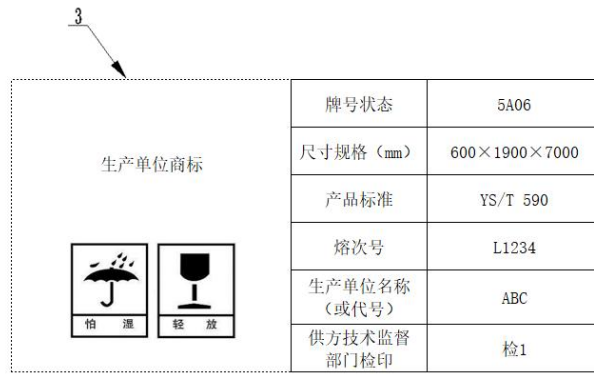 3
生产单位商标
怕 湿
轻 放
牌号状态 5A06
尺寸规格（mm） 600×1900×7000
产品标准 YS/T 590
熔次号 L1234
生产单位名称
（或代号） ABC
供方技术监督
部门检印 检1